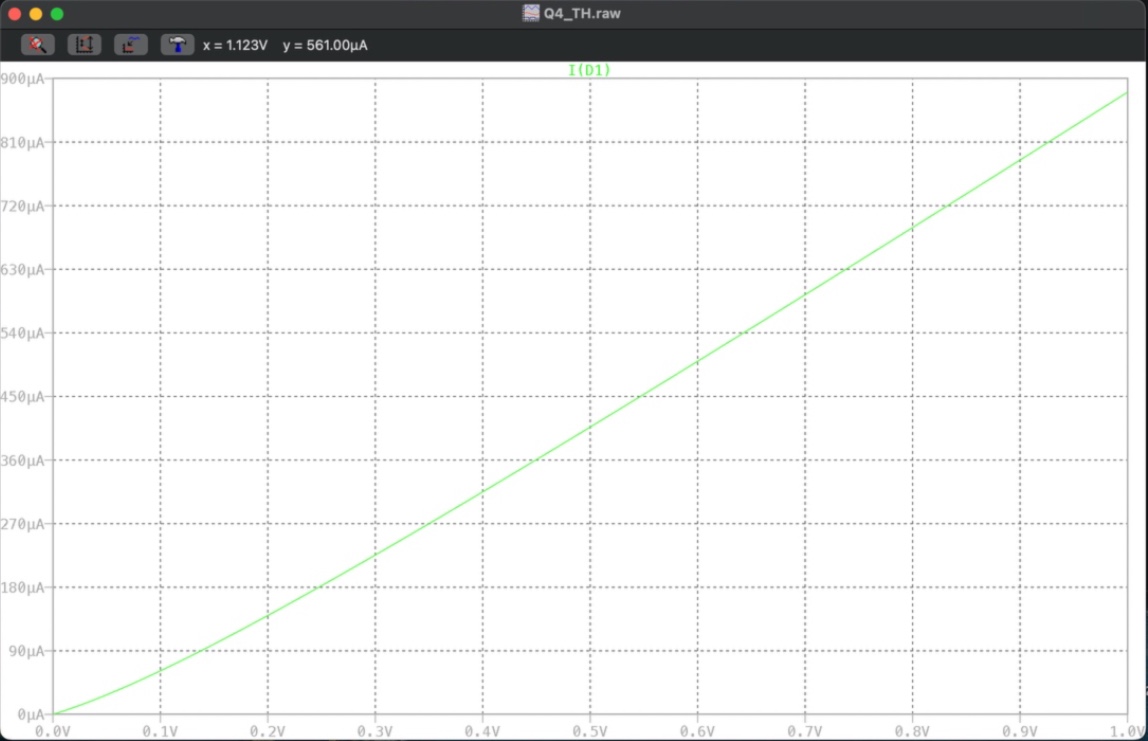 Q4_TH.raw
x = 1.123V y = 561.00µA
I(D1)
900µA
810µA
720µA
630µA
540µA
450µA
360µA
270µA
180µA
90µA
0µA
0.0V 0.1V 0.2V 0.3V 0.4V 0.5V 0.6V 0.7V 0.8V 0.9V 1.0V